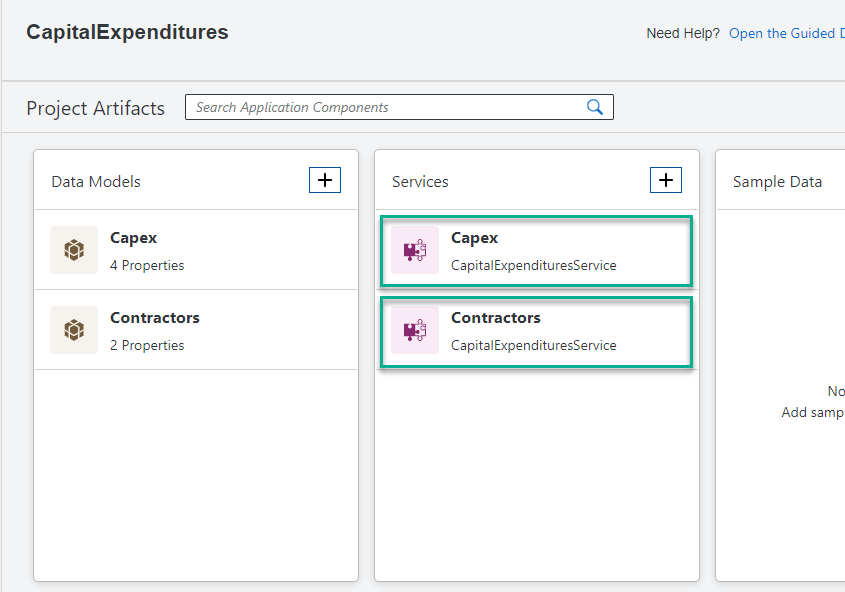 CapitalExpenditures
Need Help? Open the Guided
Project Artifacts
Search Application Components
Data Models
Capex
4 Properties
Contractors
2 Properties
Services
Capex
CapitalExpendituresService
Contractors
CapitalExpendituresService
Sample Data
No
Add samp